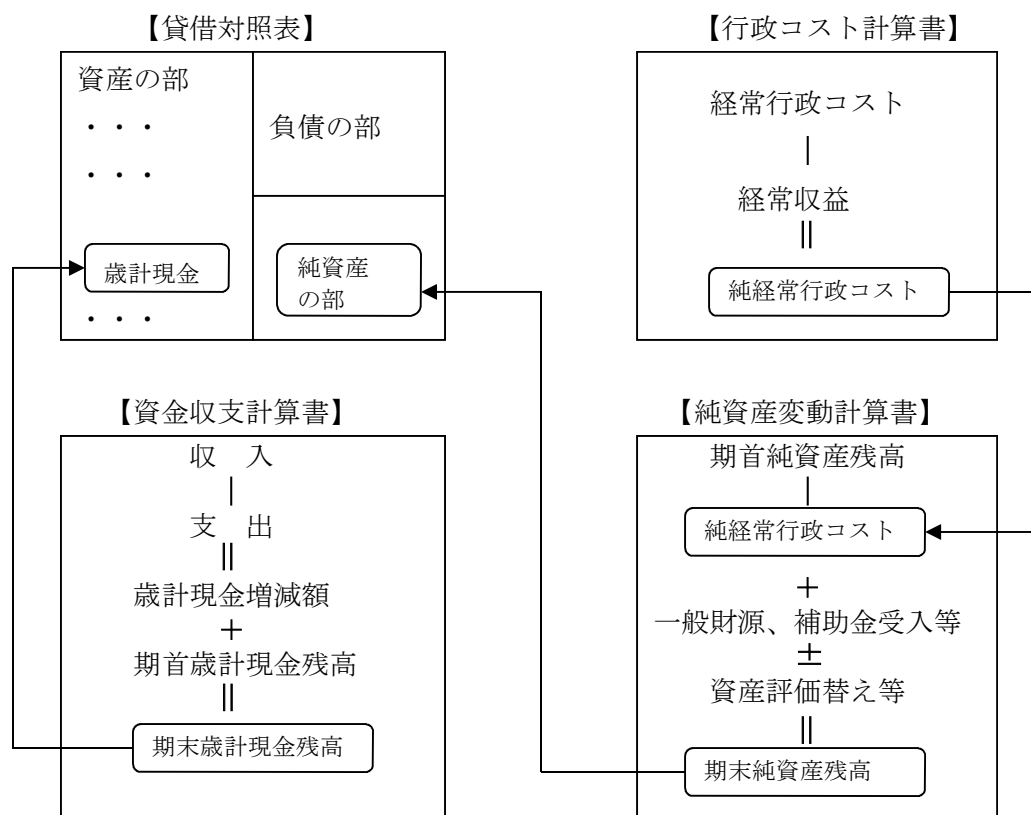 【貸借対照表】
資産の部
・・・
・・・
歳計現金
・・・
負債の部
純資産
の部
【行政コスト計算書】
経常行政コスト
|
経常収益
||
純経常行政コスト
【資金収支計算書】
収　入
|
支　出
||
歳計現金増減額
＋
期首歳計現金残高
||
期末歳計現金残高
【純資産変動計算書】
期首純資産残高
|
純経常行政コスト
＋
一般財源、補助金受入等
±
資産評価替え等
||
期末純資産残高